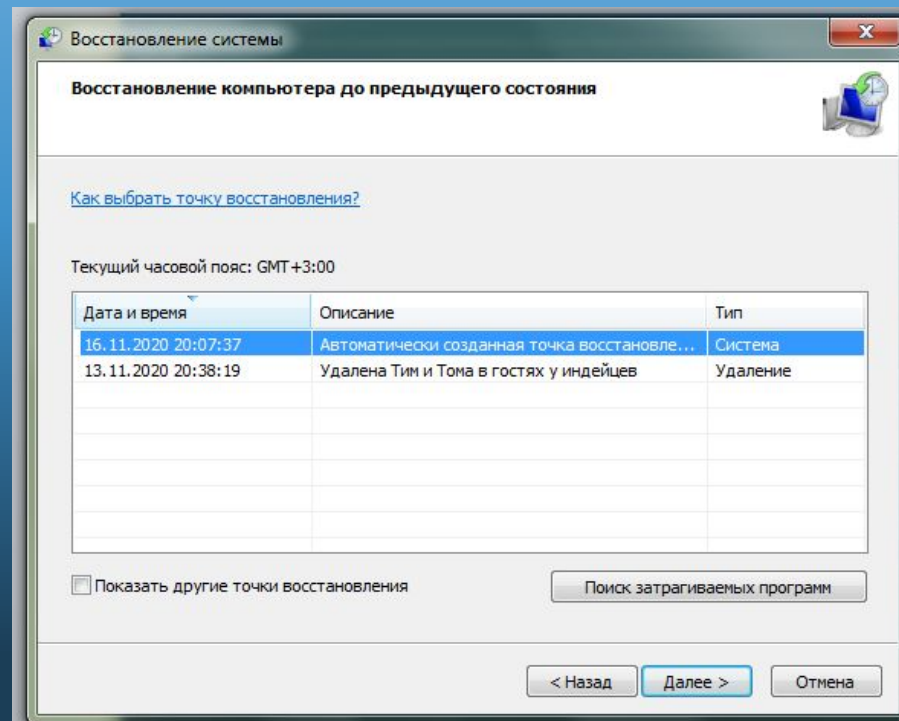 Восстановление системы
Восстановление компьютера до предыдущего состояния
Как выбрать точку восстановления?
Текущий часовой пояс: GMT+3:00
Дата и время Описание Тип
16.11.2020 20:07:37 Автоматически созданная точка восстановле... Система
13.11.2020 20:38:19 Удалена Тим и Тома в гостях у индейцев Удаление
Показать другие точки восстановления Поиск затрагиваемых программ
< Назад Далее > Отмена